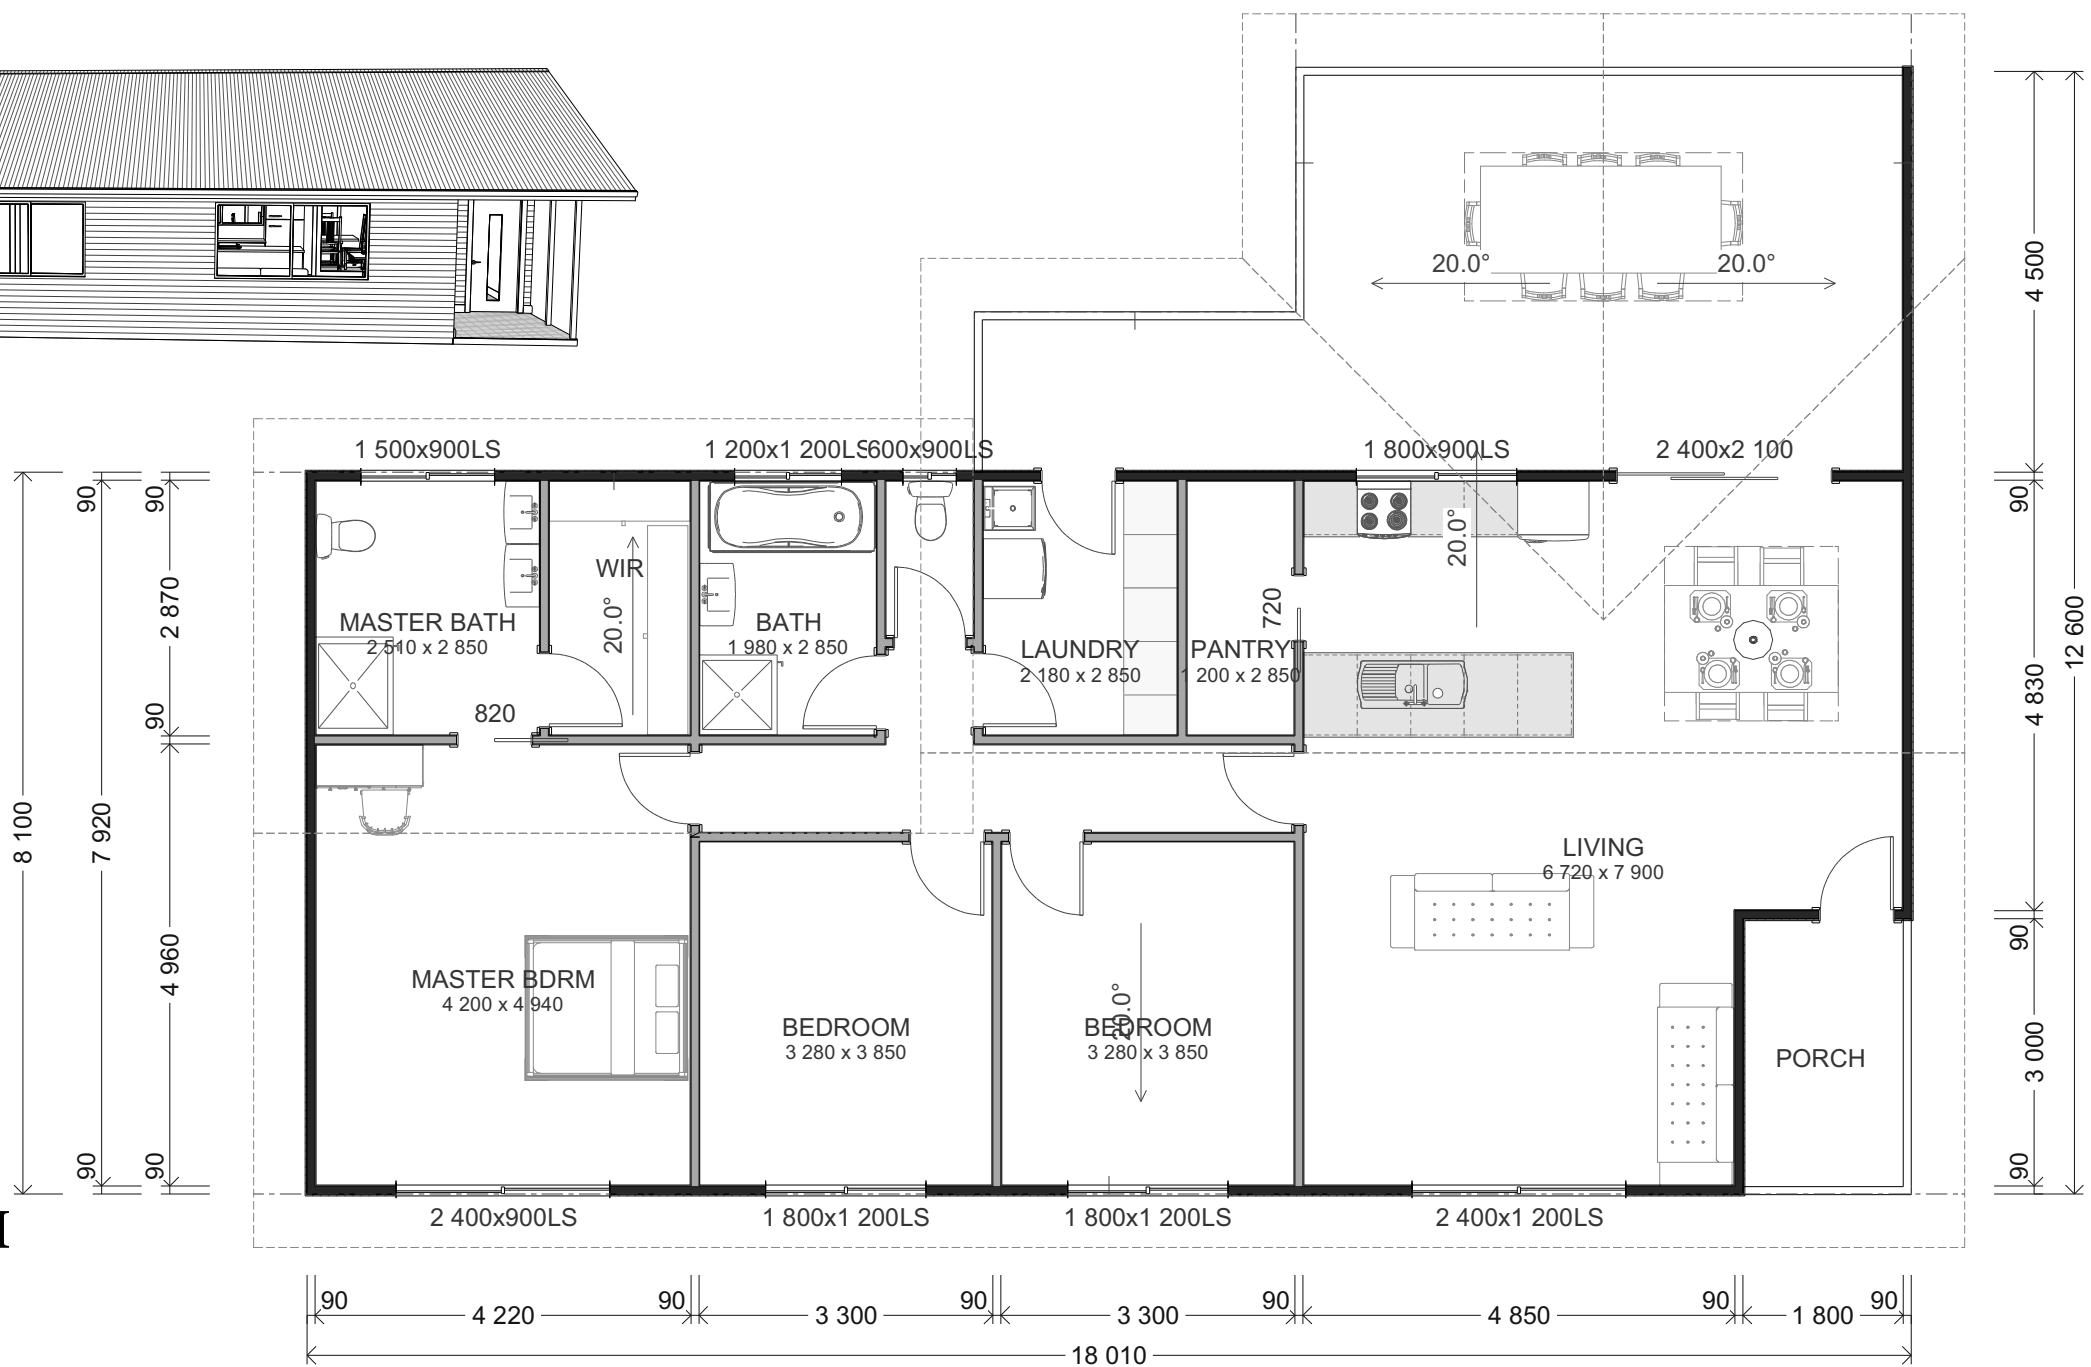 20.0°
20.0°
4 500
12 600
1 500x900LS
1 200x1 200LS
600x900LS
1 800x900LS
2 400x2 100
90
90
90
20.0°
WIR
2 870
20.0°
720
MASTER BATH
2 510 x 2 850
BATH
1 980 x 2 850
LAUNDRY
2 180 x 2 850
PANTRY
1 200 x 2 850
4 830
820
90
8 100
7 920
LIVING
6 720 x 7 900
4 960
90
MASTER BDRM
4 200 x 4 940
BEDROOM
3 280 x 3 850
20.0°
BEDROOM
3 280 x 3 850
PORCH
3 000
90
90
90
2 400x900LS
1 800x1 200LS
1 800x1 200LS
2 400x1 200LS
90
4 220
90
3 300
90
3 300
90
4 850
90
1 800
90
18 010